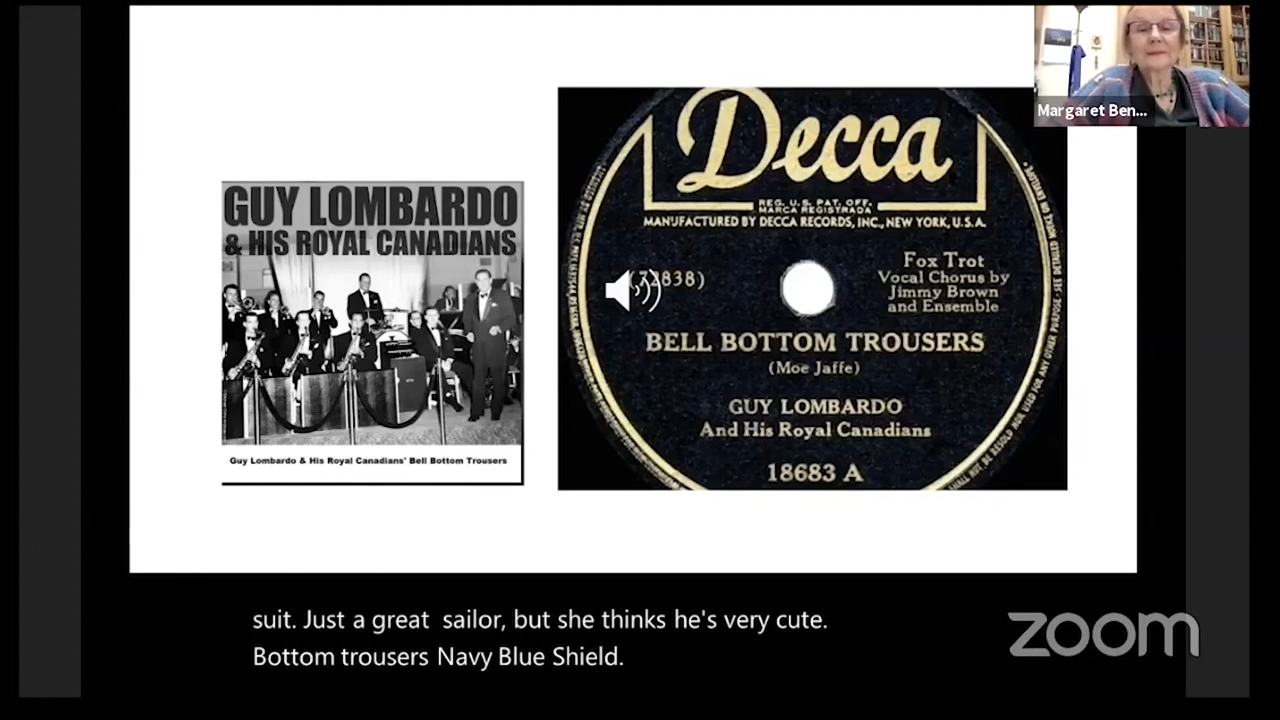 Margaret Ben...
GUY LOMBARDO
& HIS ROYAL CANADIANS
Guy Lombardo & His Royal Canadians' Bell Bottom Trousers
Decca
REG. U.S. PAT. OFF.
MARCA REGISTRADA
MANUFACTURED BY DECCA RECORDS, INC., NEW YORK, U.S.A.
838)
Fox Trot
Vocal Chorus by
Jimmy Brown
and Ensemble
BELL BOTTOM TROUSERS
(Moe Jaffe)
GUY LOMBARDO
And His Royal Canadians
18683 A
suit. Just a great sailor, but she thinks he's very cute.
Bottom trousers Navy Blue Shield.
zoom